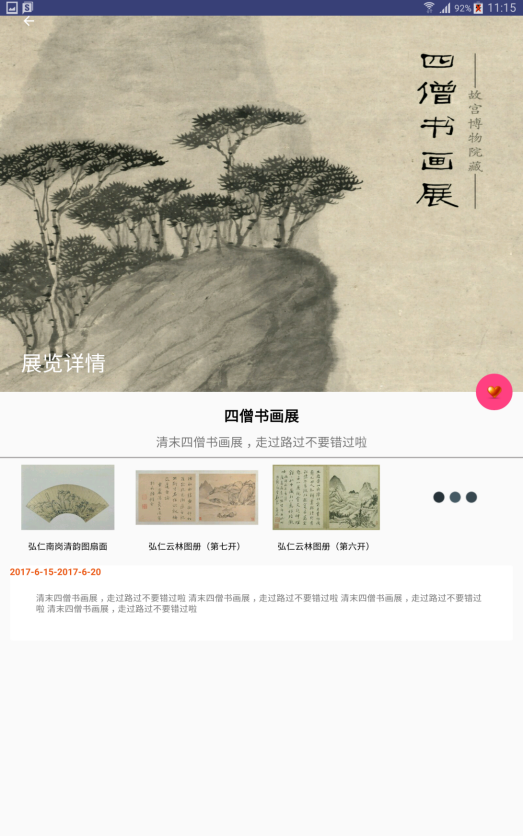 92% 11:15
四僧书画展
故宫博物院藏
展览详情
四僧书画展
清末四僧书画展，走过路过不要错过啦
弘仁南岗清韵图扇面
弘仁云林图册（第七开）
弘仁云林图册（第六开）
2017-6-15-2017-6-20
清末四僧书画展，走过路过不要错过啦 清末四僧书画展，走过路过不要错过啦 清末四僧书画展，走过路过不要错过
啦 清末四僧书画展，走过路过不要错过啦